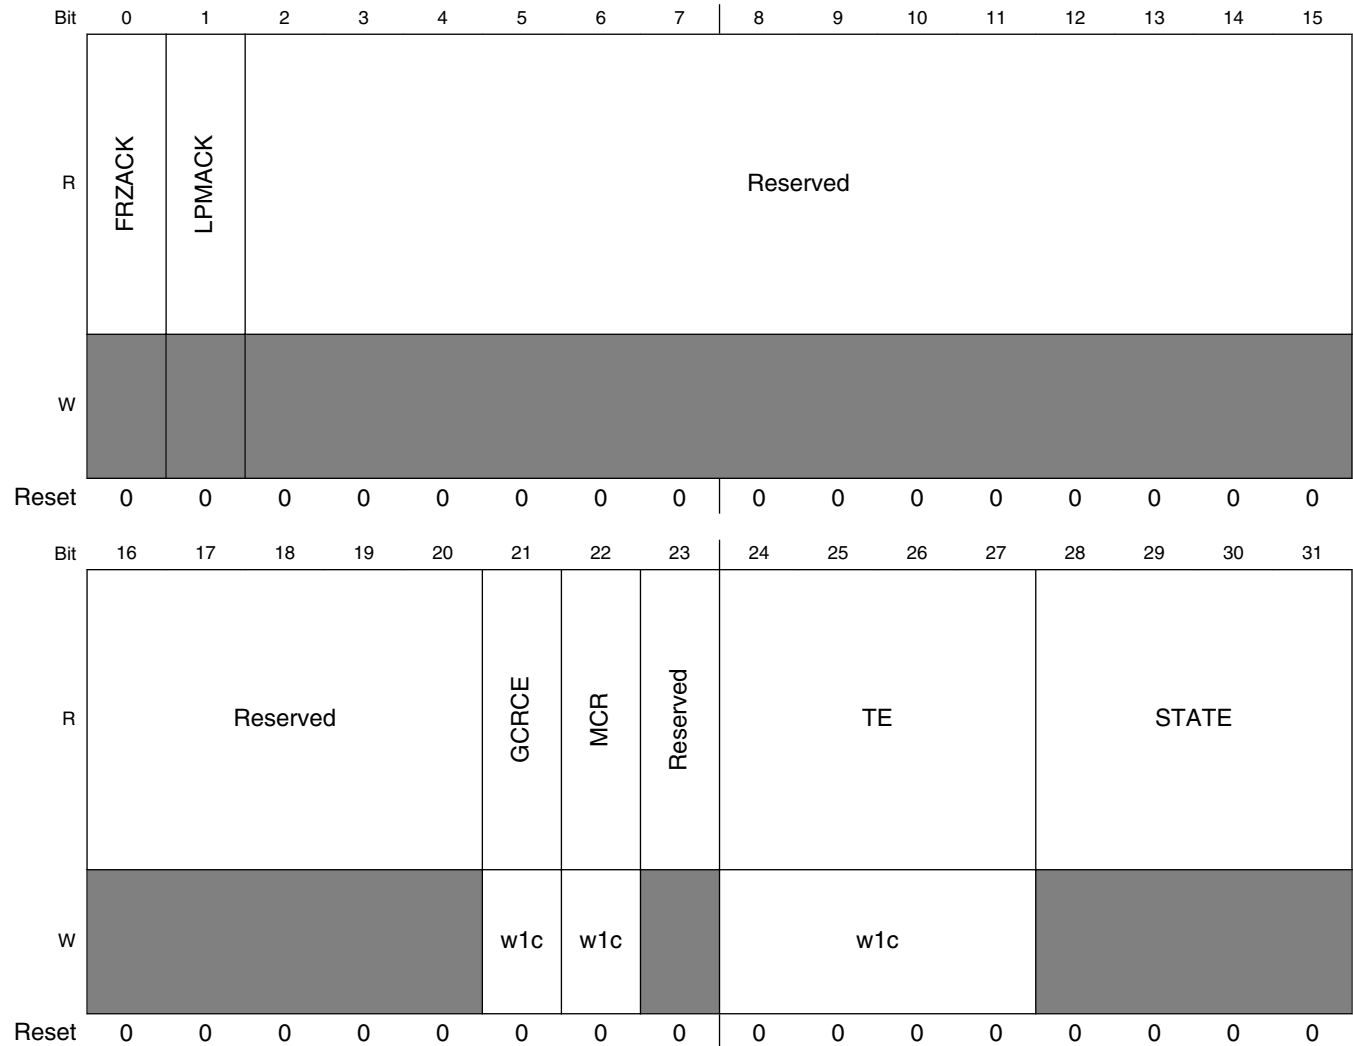 Bit 0 1 2 3 4 5 6 7 8 9 10 11 12 13 14 15
R FRZACK LPMACK Reserved
W
Reset 0 0 0 0 0 0 0 0 0 0 0 0 0 0 0 0
Bit 16 17 18 19 20 21 22 23 24 25 26 27 28 29 30 31
R Reserved GCRCE MCR Reserved TE STATE
W w1c w1c w1c
Reset 0 0 0 0 0 0 0 0 0 0 0 0 0 0 0 0